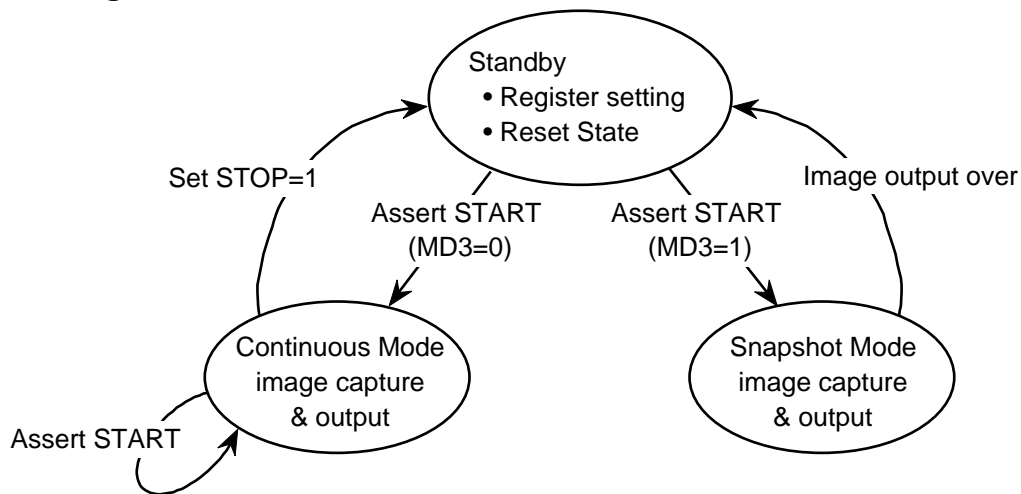 Standby
• Register setting
• Reset State
Set STOP=1
Image output over
Assert START
(MD3=0)
Assert START
(MD3=1)
Continuous Mode
image capture
& output
Snapshot Mode
image capture
& output
Assert START